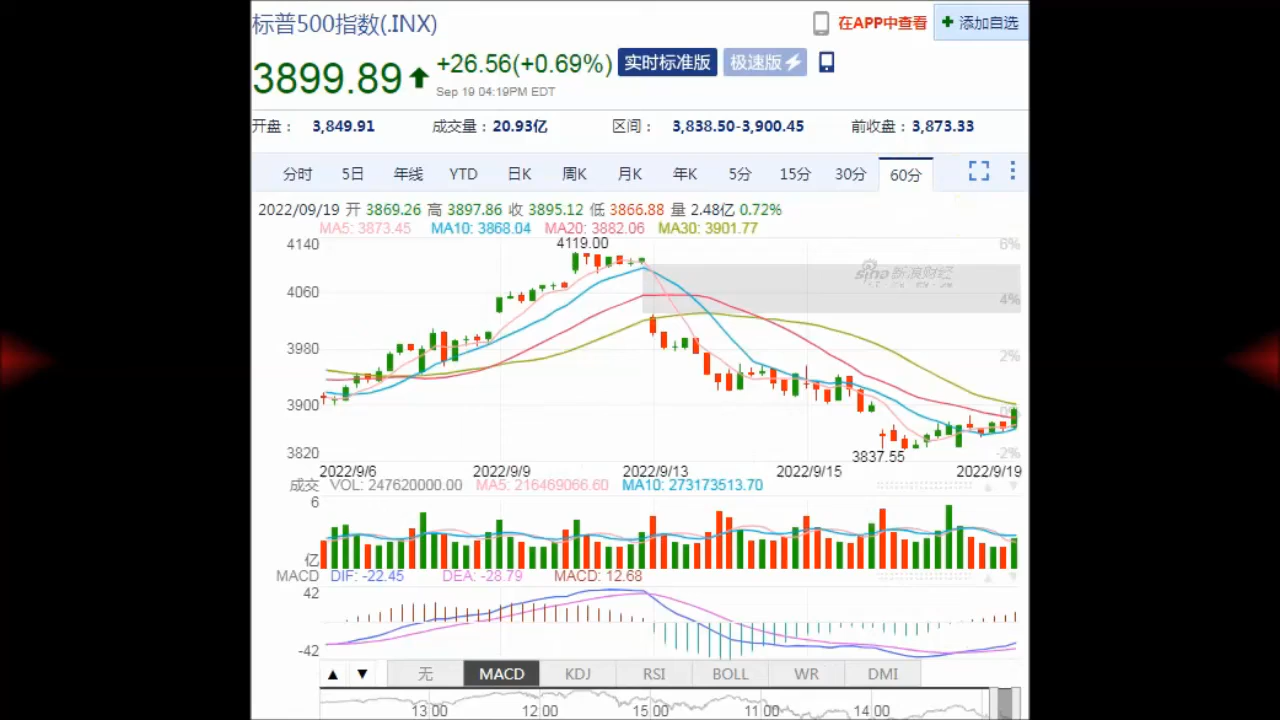 标普500指数(.INX)
在APP中查看
添加自选
3899.89
+26.56(+0.69%)
实时标准版
极速版
Sep 19 04:19PM EDT
开盘： 3,849.91 成交量：20.93亿 区间： 3,838.50-3,900.45 前收盘：3,873.33
分时 5日 年线 YTD 日K 周K 月K 年K 5分 15分 30分 60分
2022/09/19 开 3869.26 高 3897.86 收 3895.12 低 3866.88 量 2.48亿 0.72%
MA5: 3873.45 MA10: 3868.04 MA20: 3882.06 MA30: 3901.77
4140 4119.00 6%
sina 新浪财经
4060 4%
3980 2%
3900 0%
3820 3837.55 -2%
2022/9/6 2022/9/9 2022/9/13 2022/9/15 2022/9/19
成交 VOL: 247620000.00 MA5: 216469066.60 MA10: 273173513.70
6
亿
MACD DIF: -22.45 DEA: -28.79 MACD: 12.68
42
-42
▲ ▼ 无 MACD KDJ RSI BOLL WR DMI
13:00 12:00 15:00 11:00 14:00